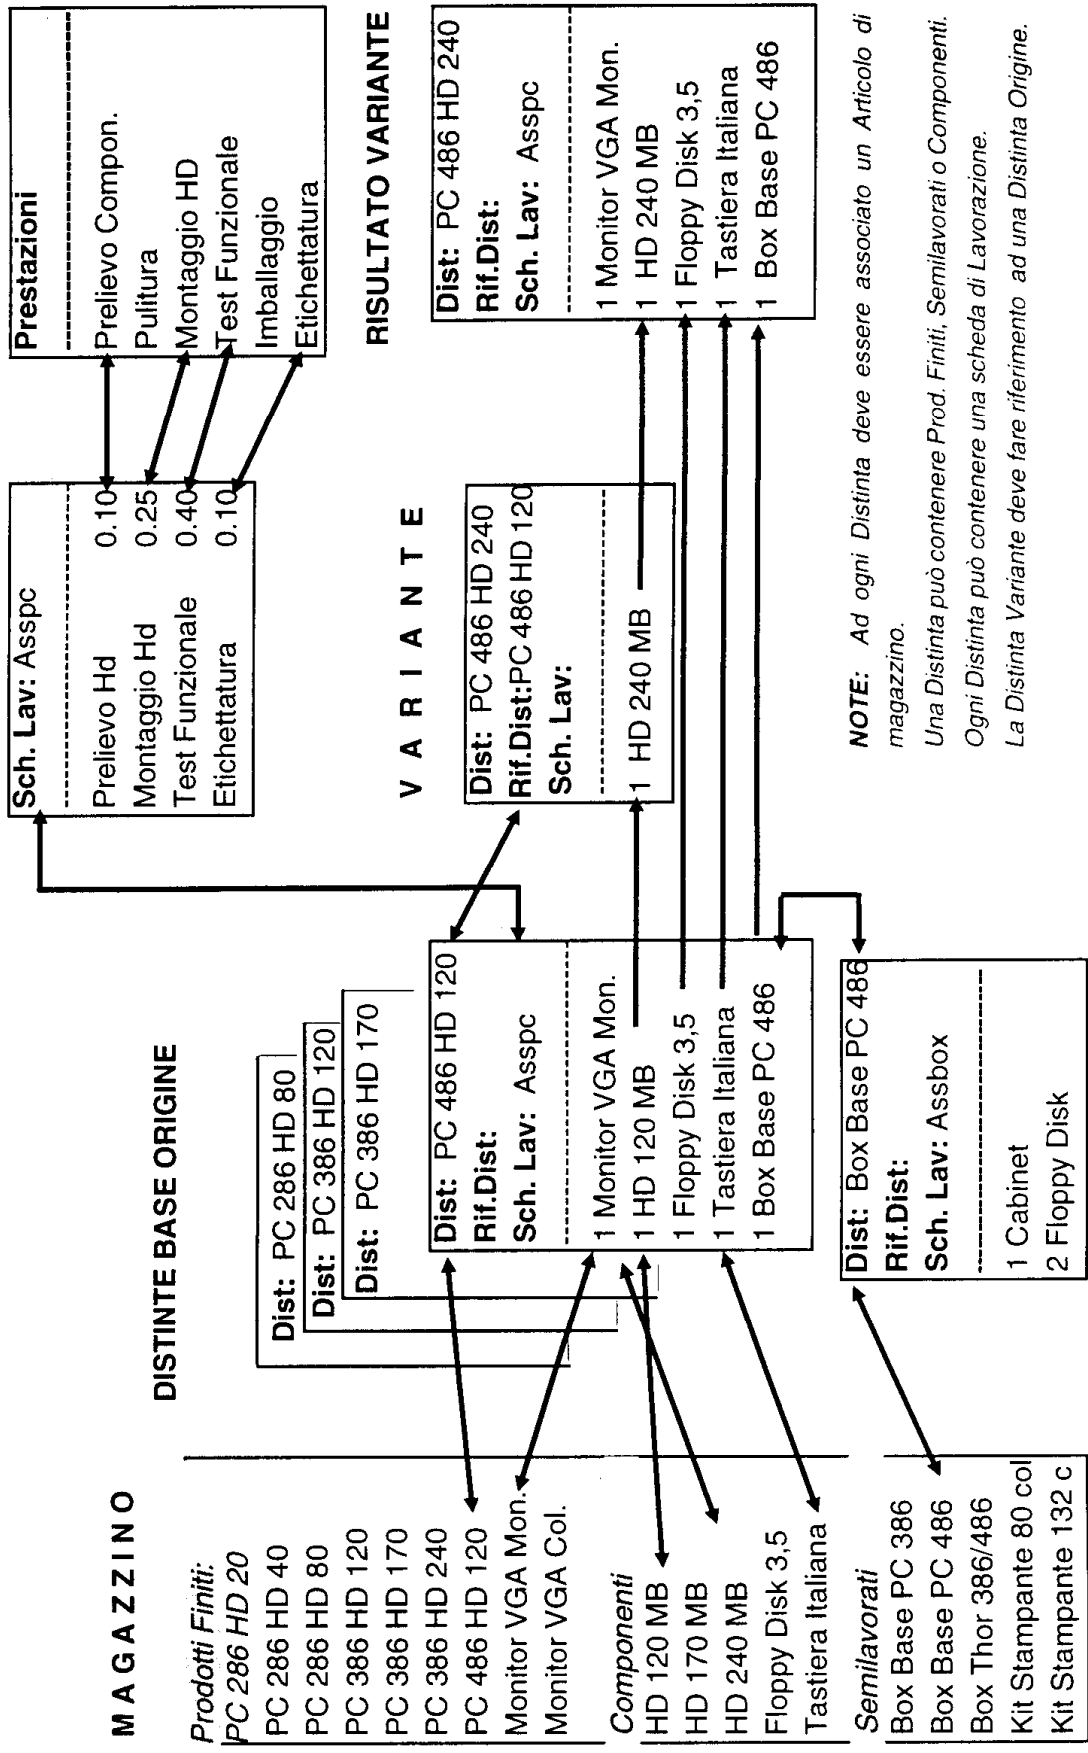 MAGAZZINO
Prodotti Finiti:
PC 286 HD 20
PC 286 HD 40
PC 286 HD 80
PC 386 HD 120
PC 386 HD 170
PC 386 HD 240
PC 486 HD 120
Monitor VGA Mon.
Monitor VGA Col.
Componenti
HD 120 MB
HD 170 MB
HD 240 MB
Floppy Disk 3,5
Tastiera Italiana
Semilavorati
Box Base PC 386
Box Base PC 486
Box Thor 386/486
Kit Stampante 80 col
Kit Stampante 132 c
DISTINTE BASE ORIGINE
Dist: PC 286 HD 80
Dist: PC 386 HD 120
Dist: PC 386 HD 170
Dist: PC 486 HD 120
Rif.Dist:
Sch. Lav: Asspc
1 Monitor VGA Mon.
1 HD 120 MB
1 Floppy Disk 3,5
1 Tastiera Italiana
1 Box Base PC 486
Dist: Box Base PC 486
Rif.Dist:
Sch. Lav: Assbox
1 Cabinet
2 Floppy Disk
Sch. Lav: Asspc
Prelievo Hd 0.10
Montaggio Hd 0.25
Test Funzionale 0.40
Etichettatura 0.10
VARIANTE
Dist: PC 486 HD 240
Rif.Dist:PC 486 HD 120
Sch. Lav:
1 HD 240 MB
Prestazioni
Prelievo Compon.
Pulitura
Montaggio HD
Test Funzionale
Imballaggio
Etichettatura
RISULTATO VARIANTE
Dist: PC 486 HD 240
Rif.Dist:
Sch. Lav: Asspc
1 Monitor VGA Mon.
1 HD 240 MB
1 Floppy Disk 3,5
1 Tastiera Italiana
1 Box Base PC 486
NOTE: Ad ogni Distinta deve essere associato un Articolo di
magazzino.
Una Distinta può contenere Prod. Finiti, Semilavorati o Componenti.
Ogni Distinta può contenere una scheda di Lavorazione.
La Distinta Variante deve fare riferimento ad una Distinta Origine.